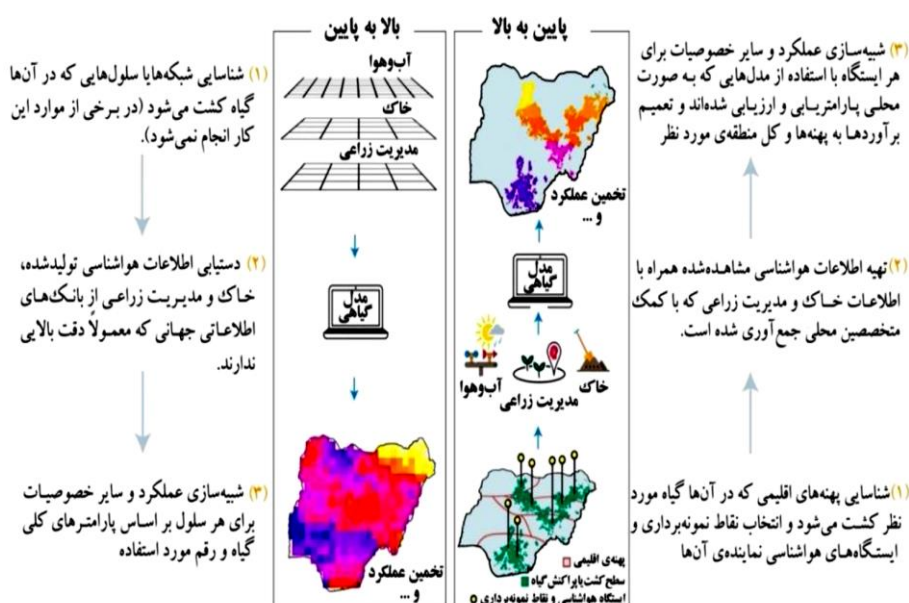 بالا به پایین
(۱) شناسایی شبکه‌هایا سلول‌هایی که در آن‌ها
گیاه کشت می‌شود (در برخی از موارد این
کار انجام نمی‌شود).
(۲) دستیابی اطلاعات هواشناسی تولیدشده،
خاک و مدیریت زراعی از بانک‌های
اطلاعاتی جهانی که معمولاً دقت بالایی
ندارند.
(۳) شبیه‌سازی عملکرد و سایر خصوصیات
برای هر سلول بر اساس پارامترهای کلی
گیاه و رقم مورد استفاده
آب‌وهوا
خاک
مدیریت زراعی
مدل
گیاهی
تخمین عملکرد
و ...
پایین به بالا
تخمین عملکرد
و ...
مدل
گیاهی
آب‌وهوا
مدیریت زراعی
خاک
پهنه‌ی اقلیمی
سطح کشت یا پراکنش گیاه
ایستگاه هواشناسی و نقاط نمونه‌برداری
(۳) شبیه‌سازی عملکرد و سایر خصوصیات برای
هر ایستگاه با استفاده از مدل‌هایی که به صورت
محلی پارامتریابی و ارزیابی شده‌اند و تعمیم
برآوردها به پهنه‌ها و کل منطقه‌ی مورد نظر
(۲) تهیه اطلاعات هواشناسی مشاهده‌شده همراه با
اطلاعات خاک و مدیریت زراعی که با کمک
متخصصین محلی جمع‌آوری شده است.
(۱) شناسایی پهنه‌های اقلیمی که در آن‌ها گیاه مورد
نظر کشت می‌شود و انتخاب نقاط نمونه‌برداری و
ایستگاه‌های هواشناسی نماینده‌ی آن‌ها